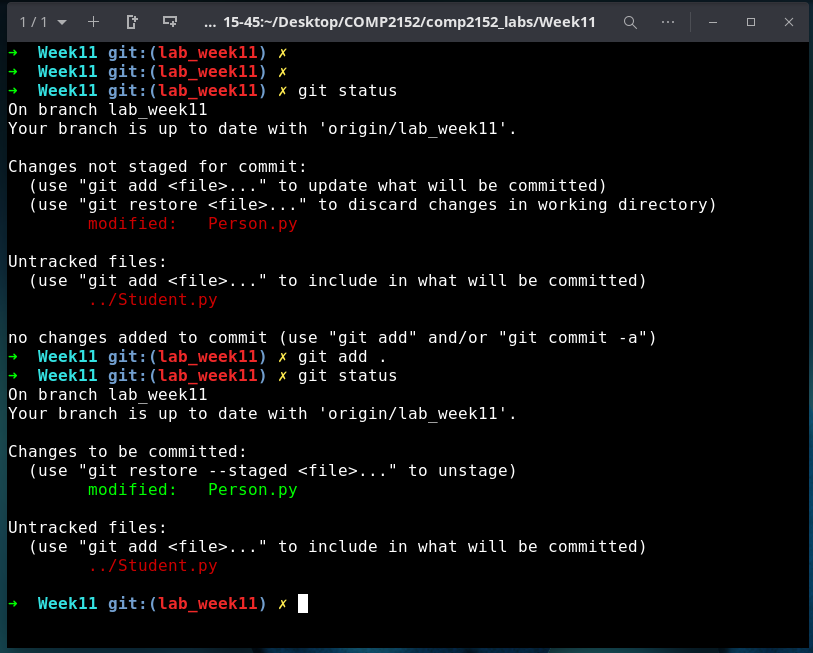 1 / 1 ... 15-45:~/Desktop/COMP2152/comp2152_labs/Week11
➜  Week11 git:(lab_week11) ✗
➜  Week11 git:(lab_week11) ✗
➜  Week11 git:(lab_week11) ✗ git status
On branch lab_week11
Your branch is up to date with 'origin/lab_week11'.

Changes not staged for commit:
  (use "git add <file>..." to update what will be committed)
  (use "git restore <file>..." to discard changes in working directory)
        modified:   Person.py

Untracked files:
  (use "git add <file>..." to include in what will be committed)
        ../Student.py

no changes added to commit (use "git add" and/or "git commit -a")
➜  Week11 git:(lab_week11) ✗ git add .
➜  Week11 git:(lab_week11) ✗ git status
On branch lab_week11
Your branch is up to date with 'origin/lab_week11'.

Changes to be committed:
  (use "git restore --staged <file>..." to unstage)
        modified:   Person.py

Untracked files:
  (use "git add <file>..." to include in what will be committed)
        ../Student.py

➜  Week11 git:(lab_week11) ✗